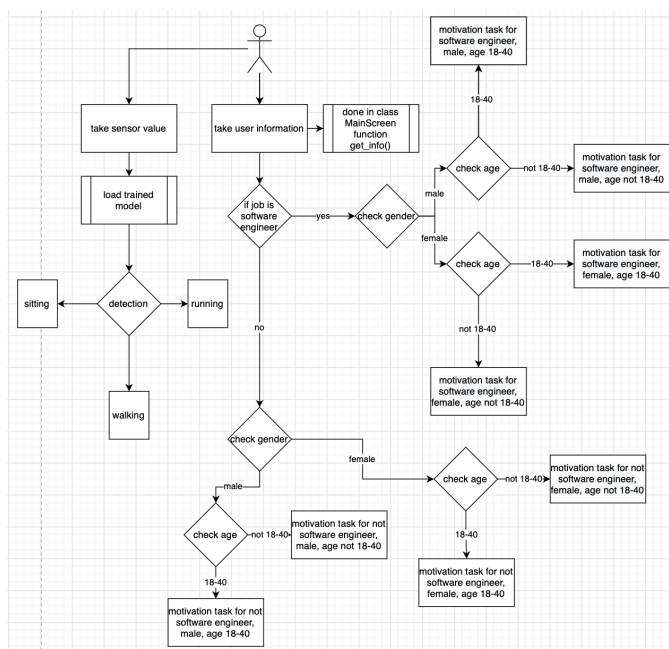 motivation task for
software engineer,
male, age 18-40
18-40
take sensor value
take user information
done in class
MainScreen
function
get_info()
check age
not 18-40
motivation task for
software engineer,
male, age not 18-40
male
load trained
model
if job is
software
engineer
yes
check gender
female
check age
18-40
motivation task for
software engineer,
female, age 18-40
sitting
detection
running
no
not 18-40
motivation task for
software engineer,
female, age not 18-40
walking
check gender
female
male
check age
not 18-40
motivation task for not
software engineer,
female, age not 18-40
check age
not 18-40
motivation task for not
software engineer,
male, age not 18-40
18-40
motivation task for not
software engineer,
female, age 18-40
18-40
motivation task for not
software engineer,
male, age 18-40